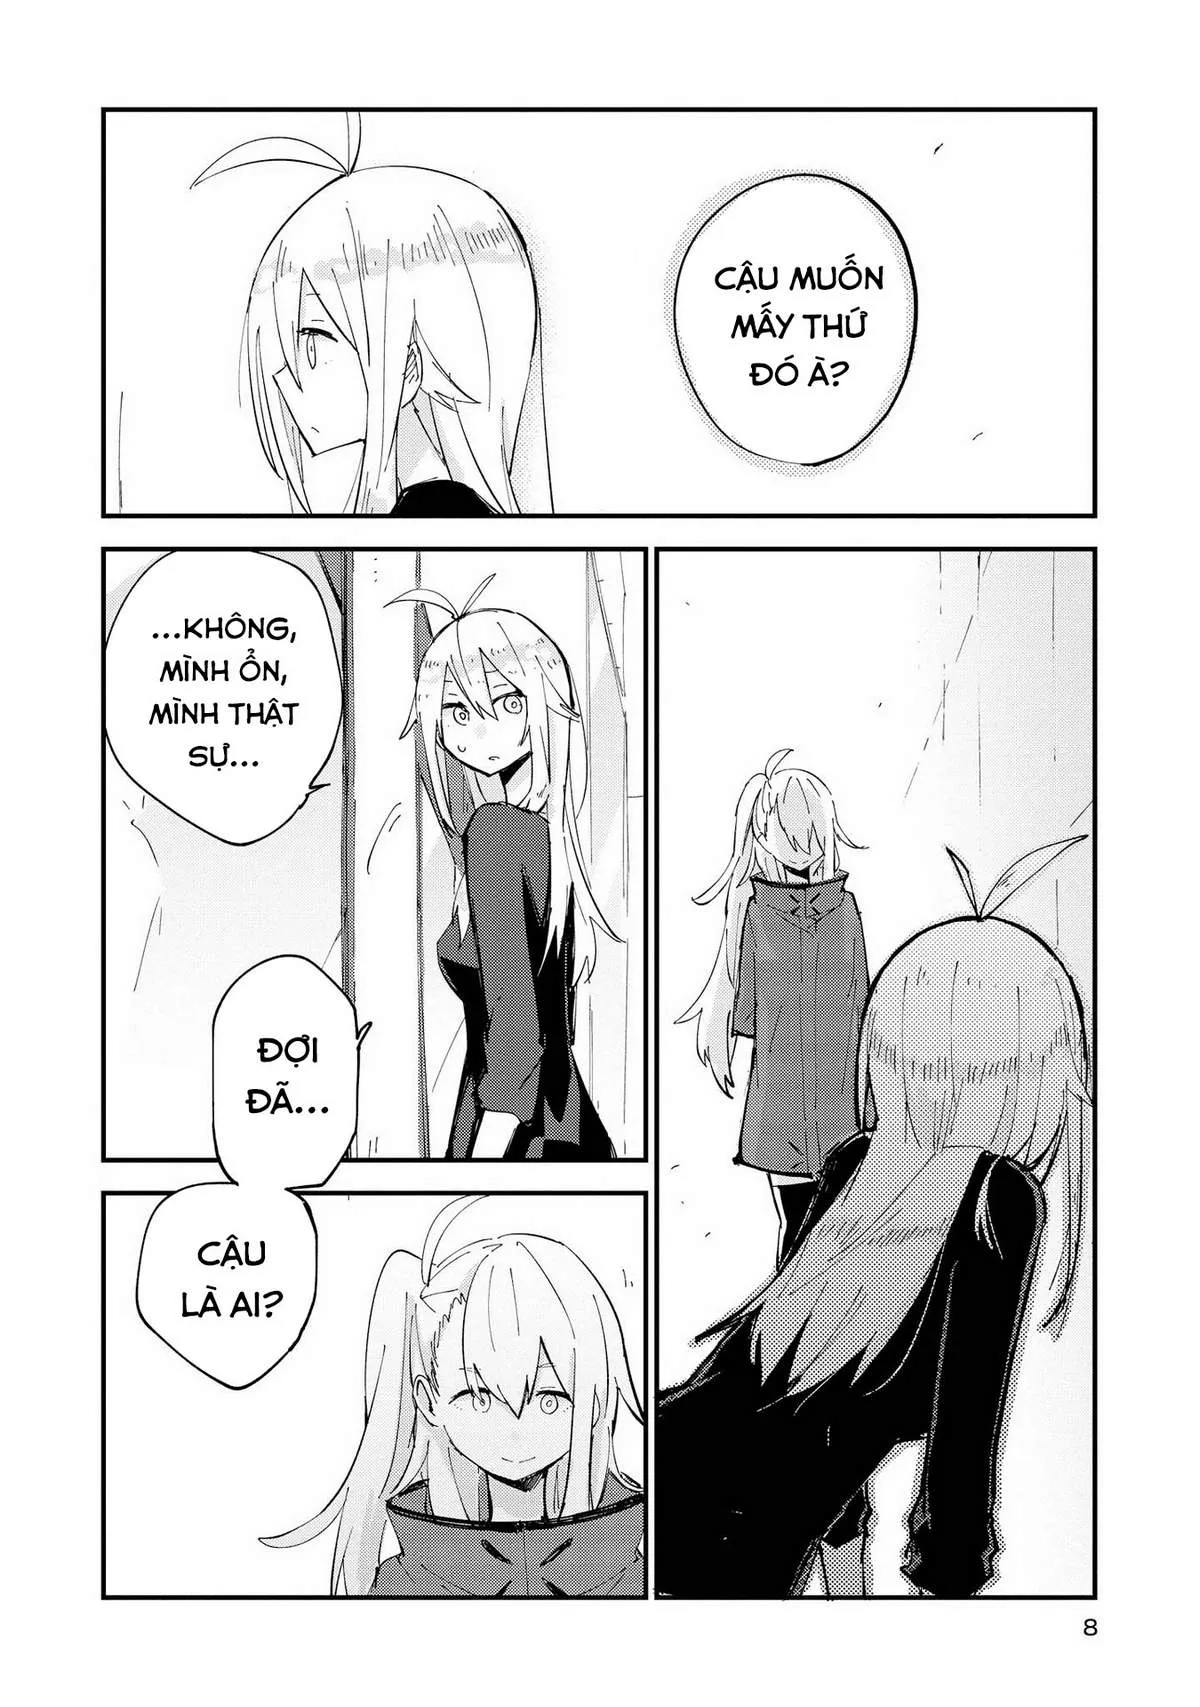 CẬU MUỐN
MẤY THỨ
ĐÓ À?
...KHÔNG,
MÌNH ỔN,
MÌNH THẬT
SỰ...
ĐỢI
ĐÃ...
CẬU
LÀ AI?
8